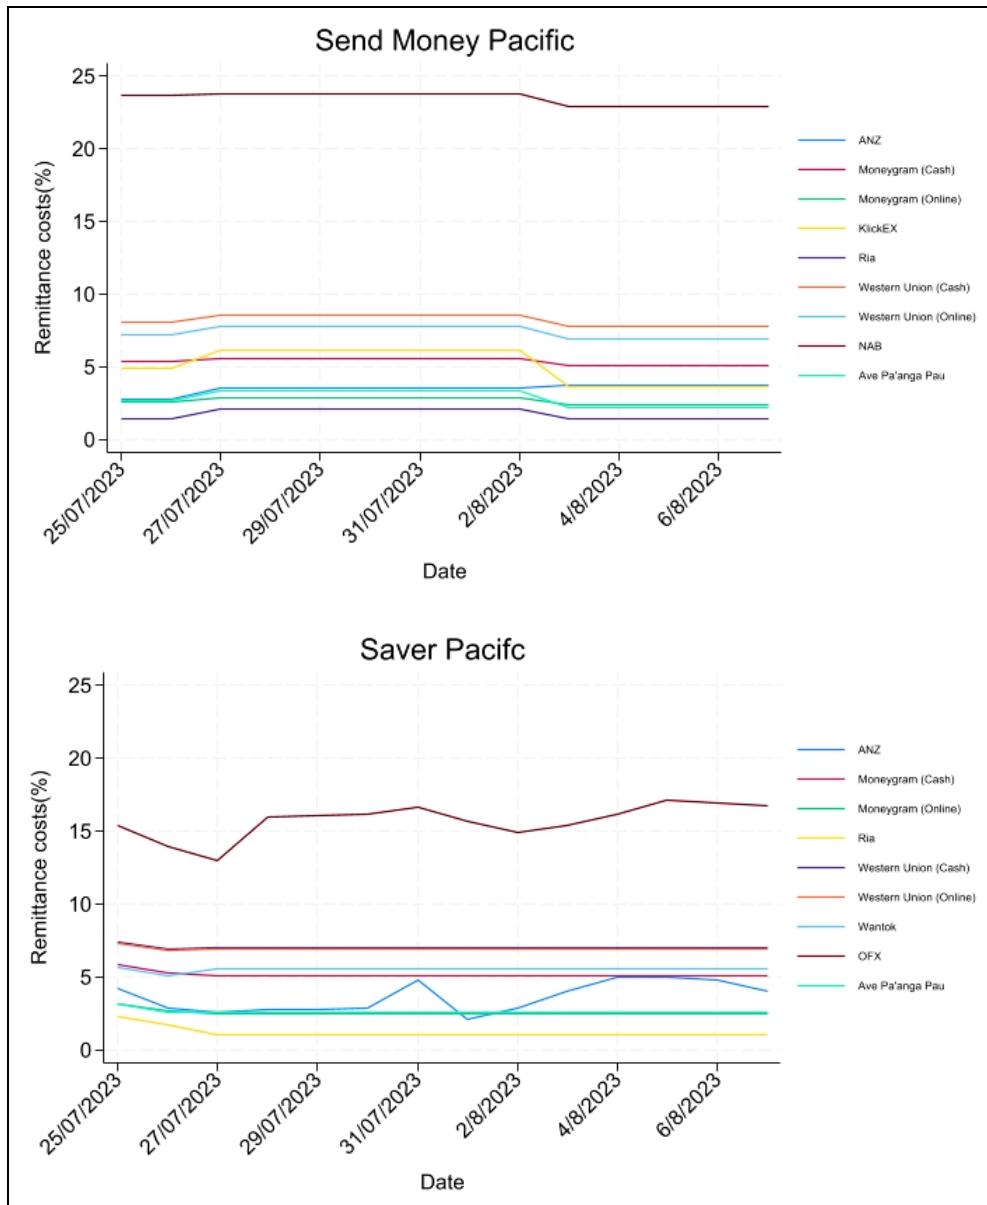 Send Money Pacific
25
20
15
10
5
0
Remittance costs(%)
25/07/2023
27/07/2023
29/07/2023
31/07/2023
2/8/2023
4/8/2023
6/8/2023
Date
ANZ
Moneygram (Cash)
Moneygram (Online)
KlickEX
Ria
Western Union (Cash)
Western Union (Online)
NAB
Ave Pa'anga Pau
Saver Pacifc
25
20
15
10
5
0
Remittance costs(%)
25/07/2023
27/07/2023
29/07/2023
31/07/2023
2/8/2023
4/8/2023
6/8/2023
Date
ANZ
Moneygram (Cash)
Moneygram (Online)
Ria
Western Union (Cash)
Western Union (Online)
Wantok
OFX
Ave Pa'anga Pau